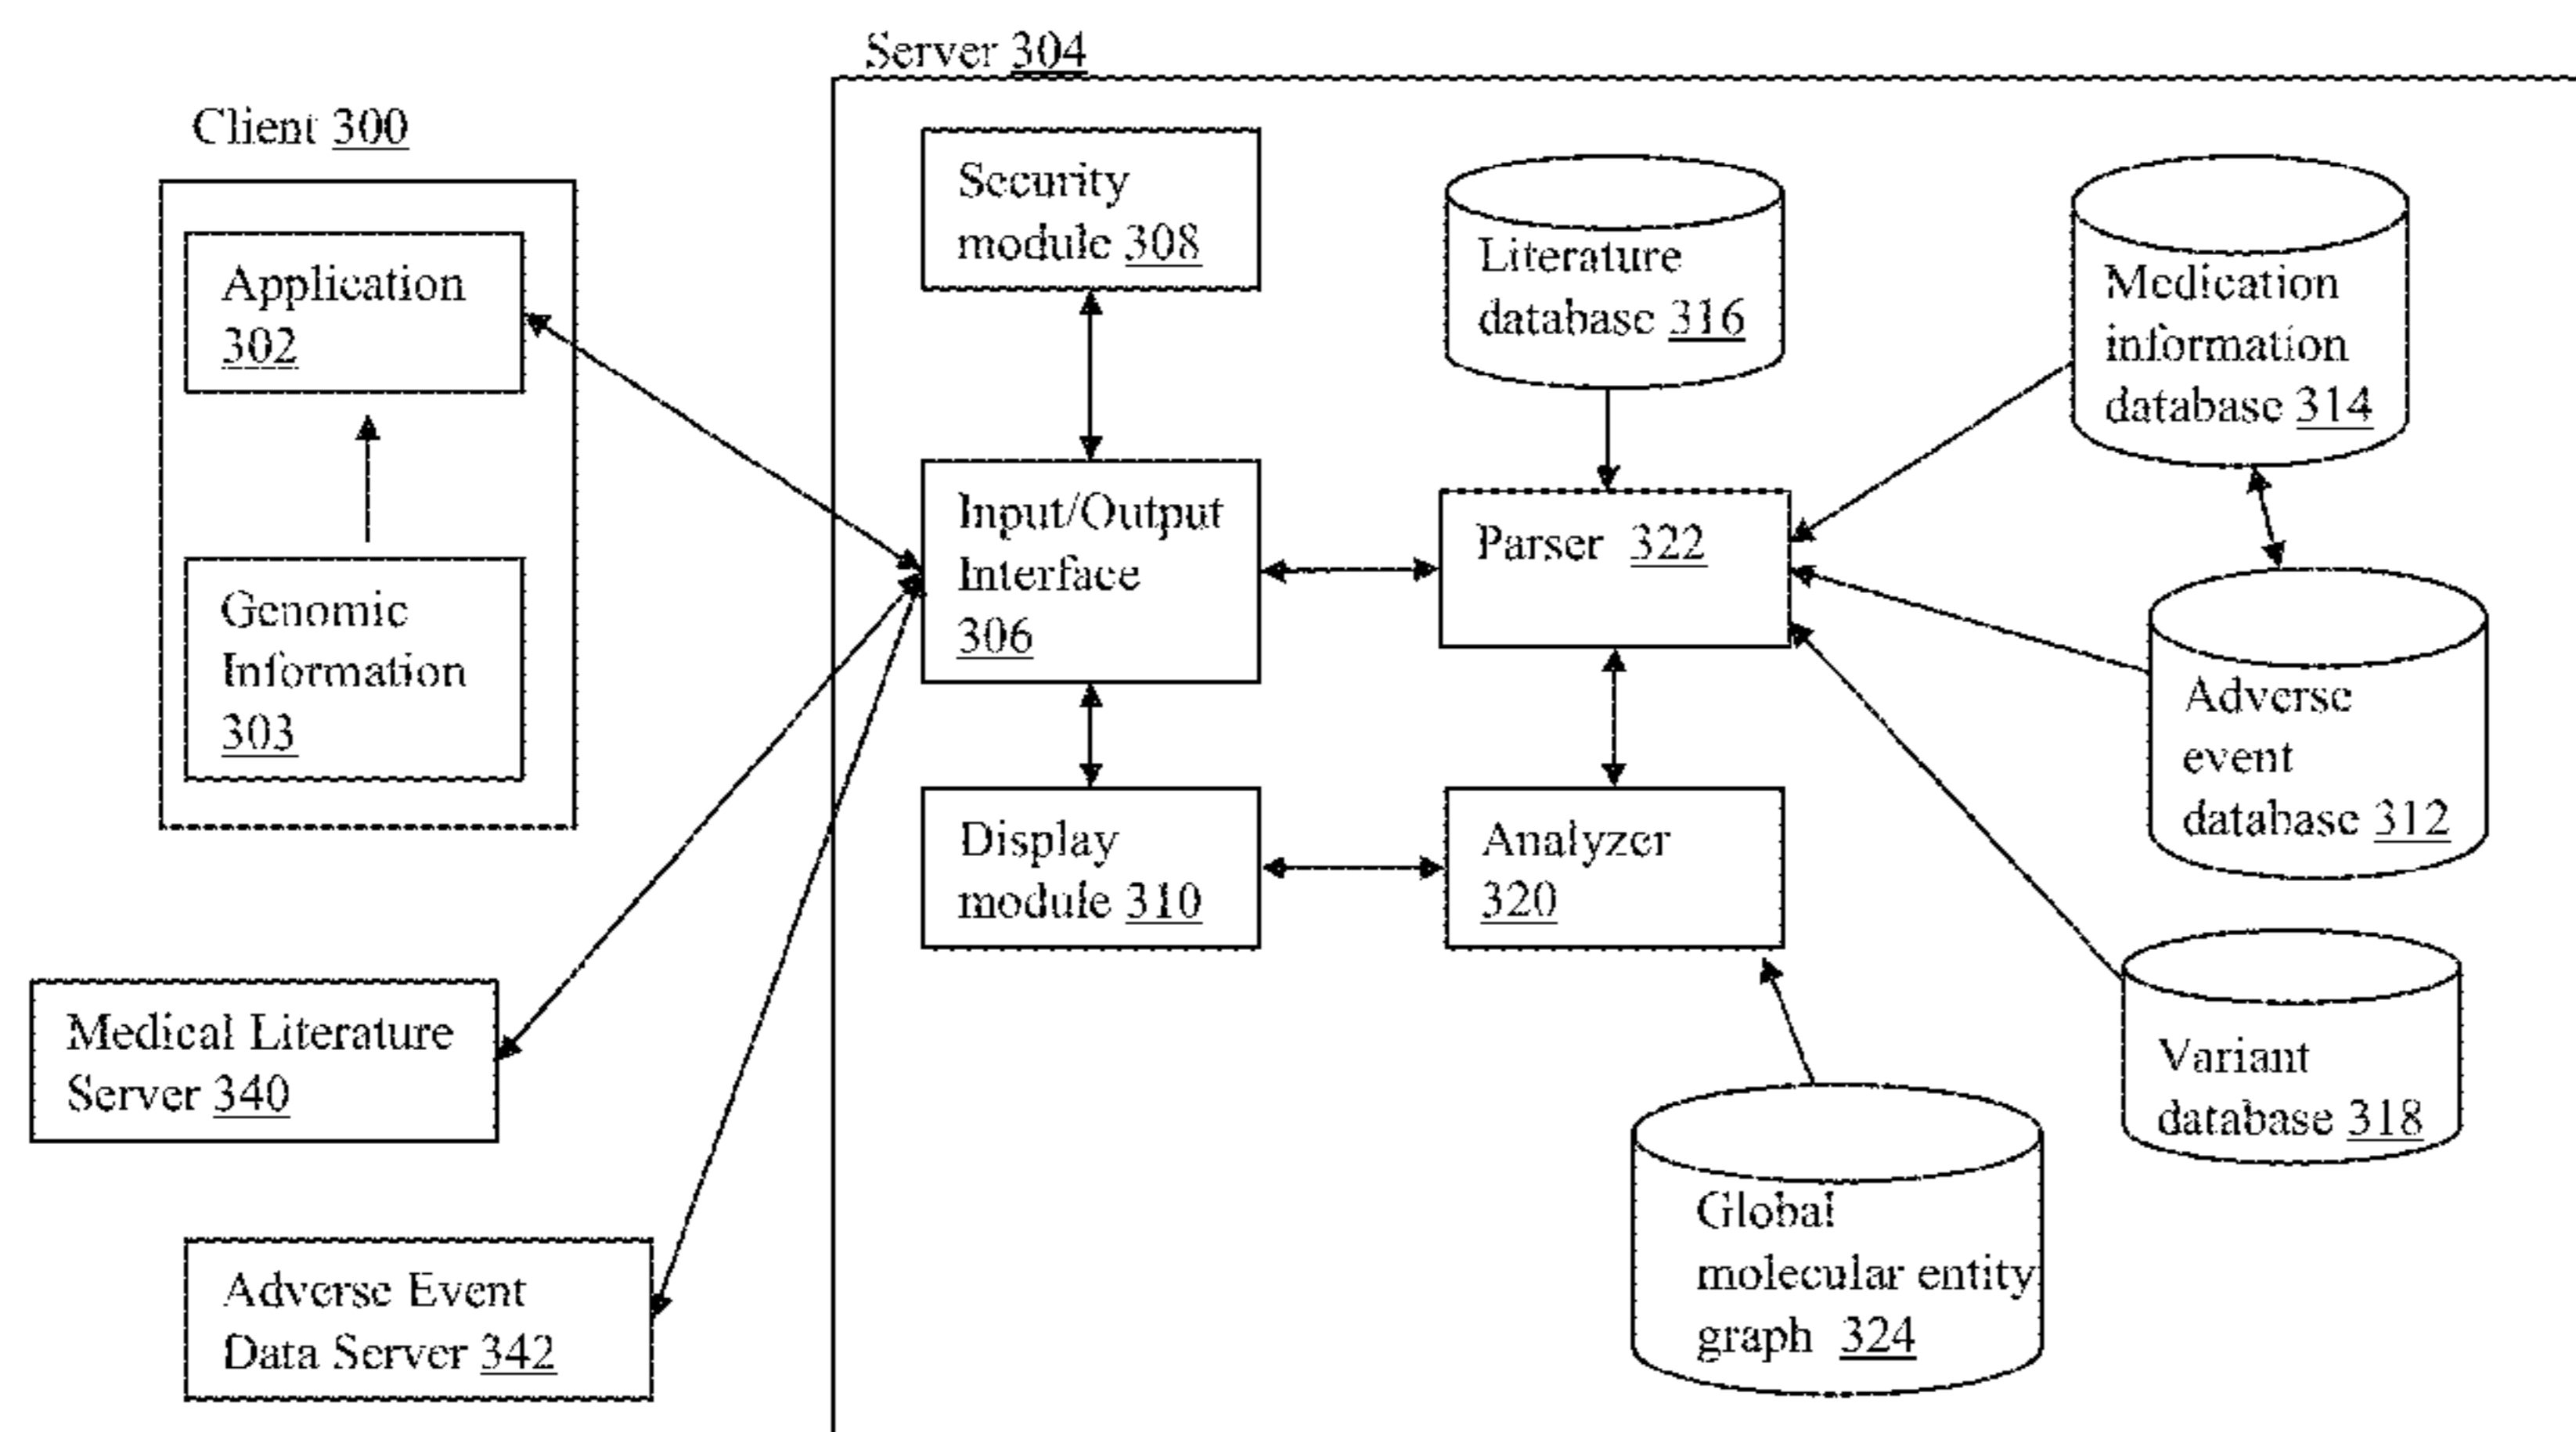 Server 304
Client 300
Application
302
Genomic
Information
303
Security
module 308
Input/Output
Interface
306
Display
module 310
Literature
database 316
Parser 322
Analyzer
320
Medication
information
database 314
Adverse
event
database 312
Variant
database 318
Global
molecular entity
graph 324
Medical Literature
Server 340
Adverse Event
Data Server 342